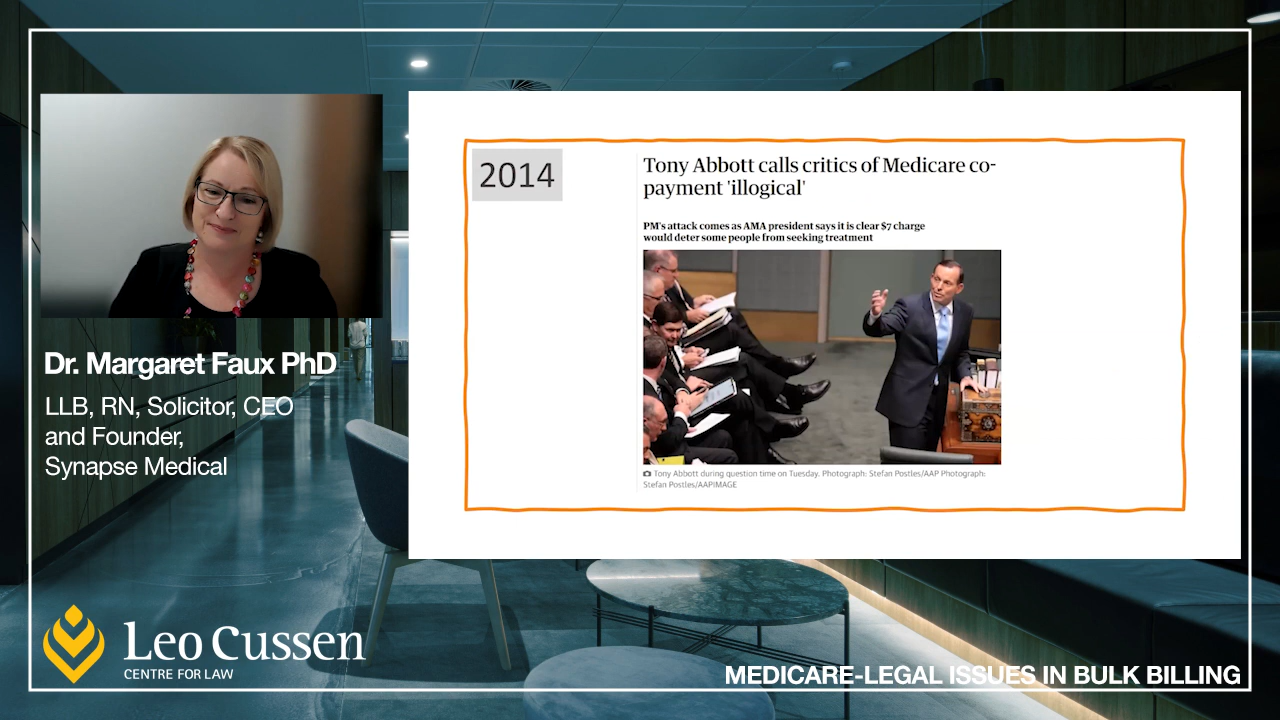 Dr. Margaret Faux PhD
LLB, RN, Solicitor, CEO
and Founder,
Synapse Medical
2014
Tony Abbott calls critics of Medicare co-
payment 'illogical'
PM's attack comes as AMA president says it is clear $7 charge
would deter some people from seeking treatment
Tony Abbott during question time on Tuesday. Photograph: Stefan Postles/AAP Photograph:
Stefan Postles/AAPIMAGE
Leo Cussen
CENTRE FOR LAW
MEDICARE-LEGAL ISSUES IN BULK BILLING